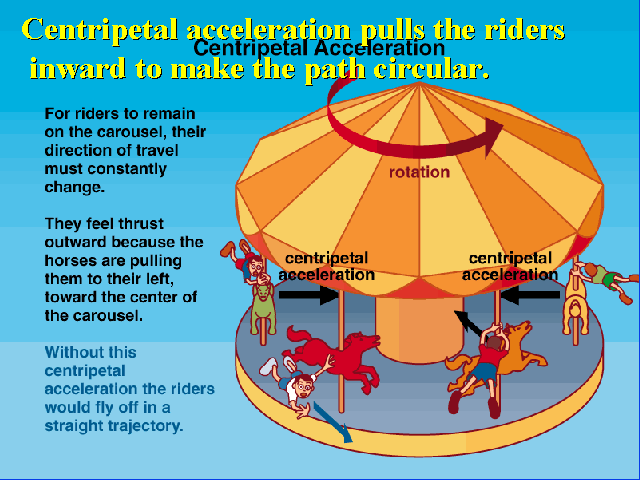 Centripetal acceleration pulls the riders
Centripetal Acceleration
inward to make the path circular.
For riders to remain
on the carousel, their
direction of travel
must constantly
change.
They feel thrust
outward because the
horses are pulling
them to their left,
toward the center of
the carousel.
Without this
centripetal
acceleration the riders
would fly off in a
straight trajectory.
rotation
centripetal
acceleration
centripetal
acceleration